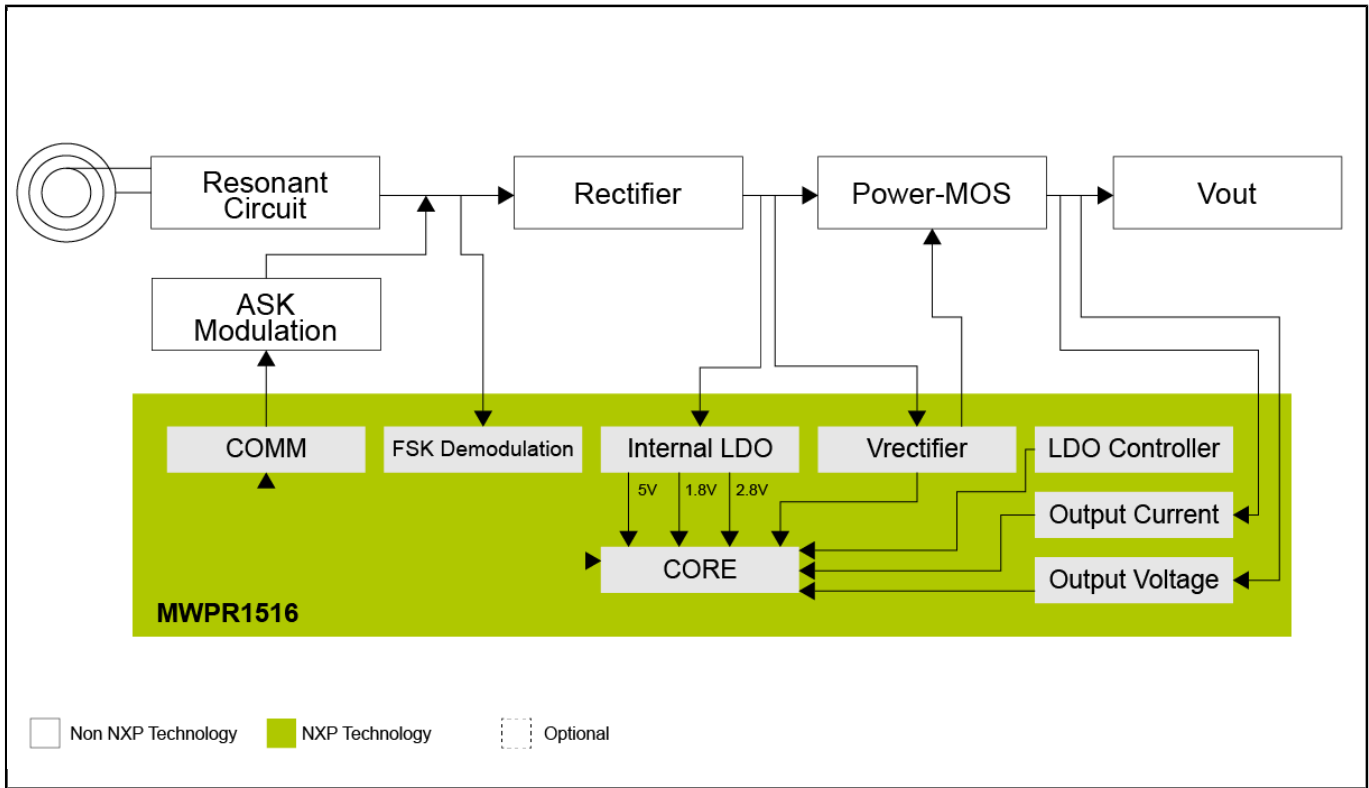 Resonant
Circuit
Rectifier
Power-MOS
Vout
ASK
Modulation
COMM
FSK Demodulation
Internal LDO
Vrectifier
LDO Controller
5V
1.8V
2.8V
Output Current
CORE
Output Voltage
MWPR1516
Non NXP Technology
NXP Technology
Optional